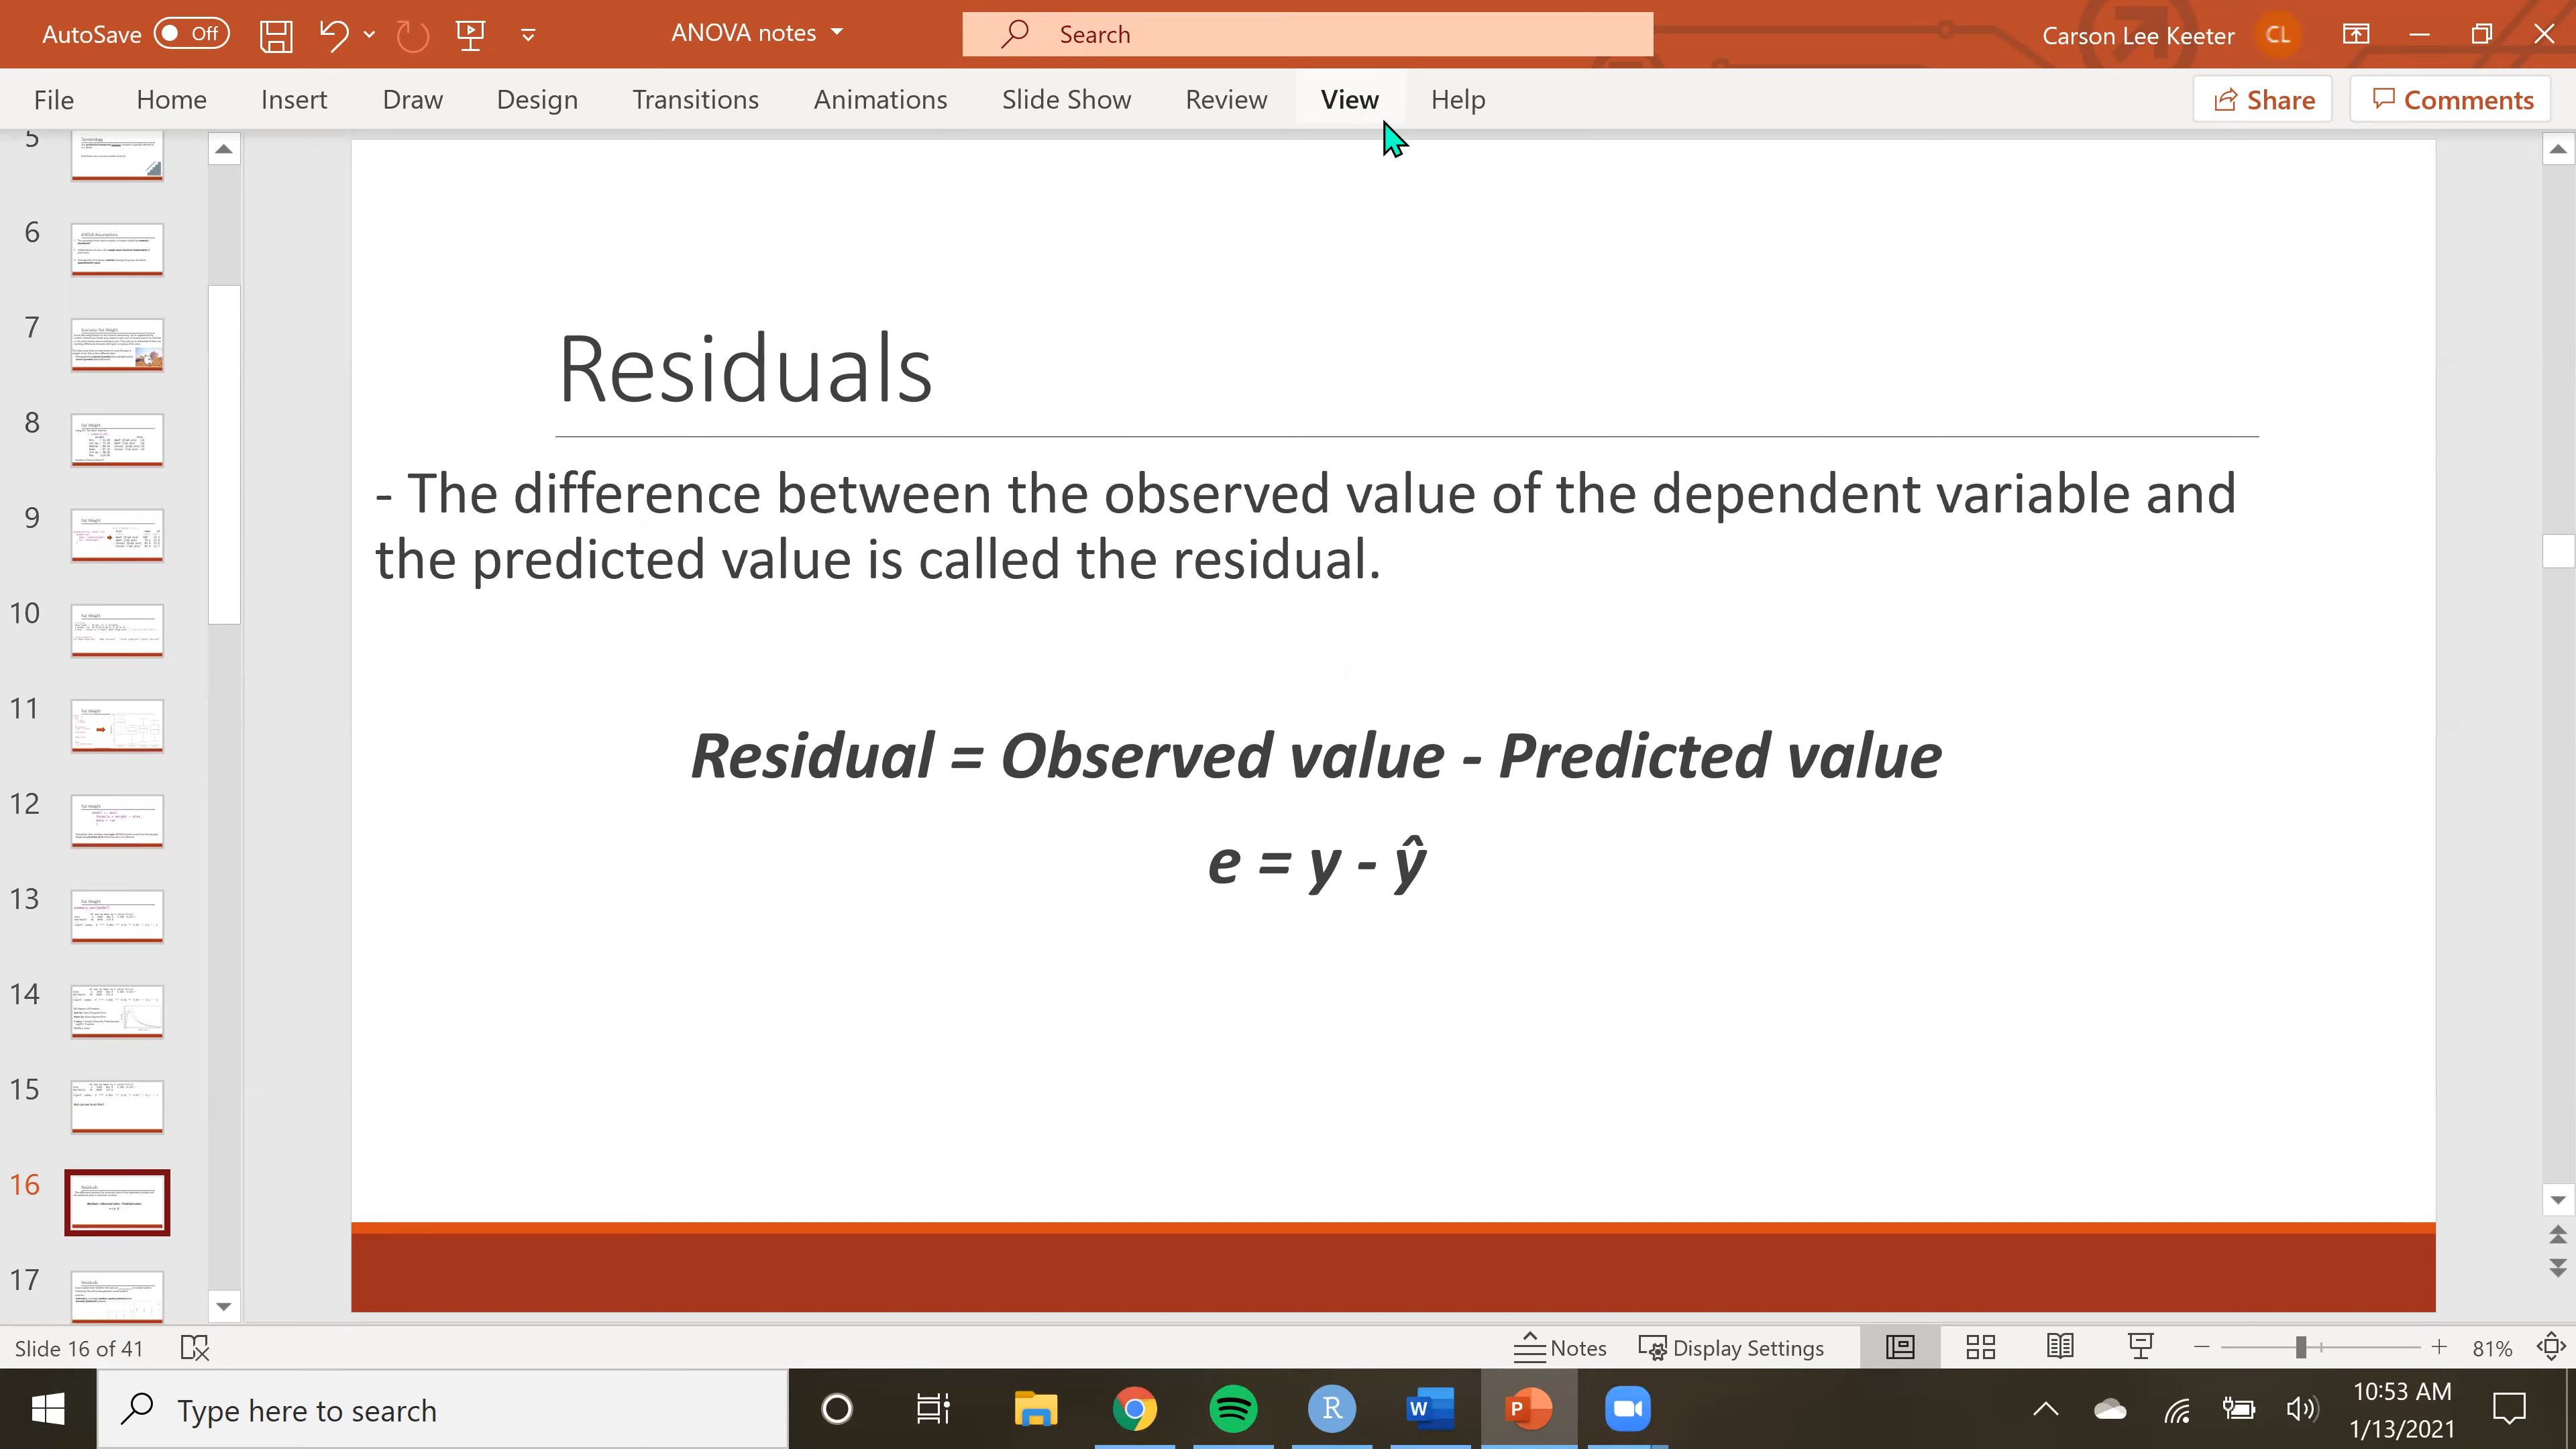 AutoSave Off ANOVA notes Search Carson Lee Keeter CL
File Home Insert Draw Design Transitions Animations Slide Show Review View Help Share Comments
5
6
7
8
9
10
11
12
13
14
15
16
17
Residuals
- The difference between the observed value of the dependent variable and
the predicted value is called the residual.
Residual = Observed value - Predicted value
e = y - ŷ
Slide 16 of 41 Notes Display Settings 81%
Type here to search R W P 10:53 AM
1/13/2021